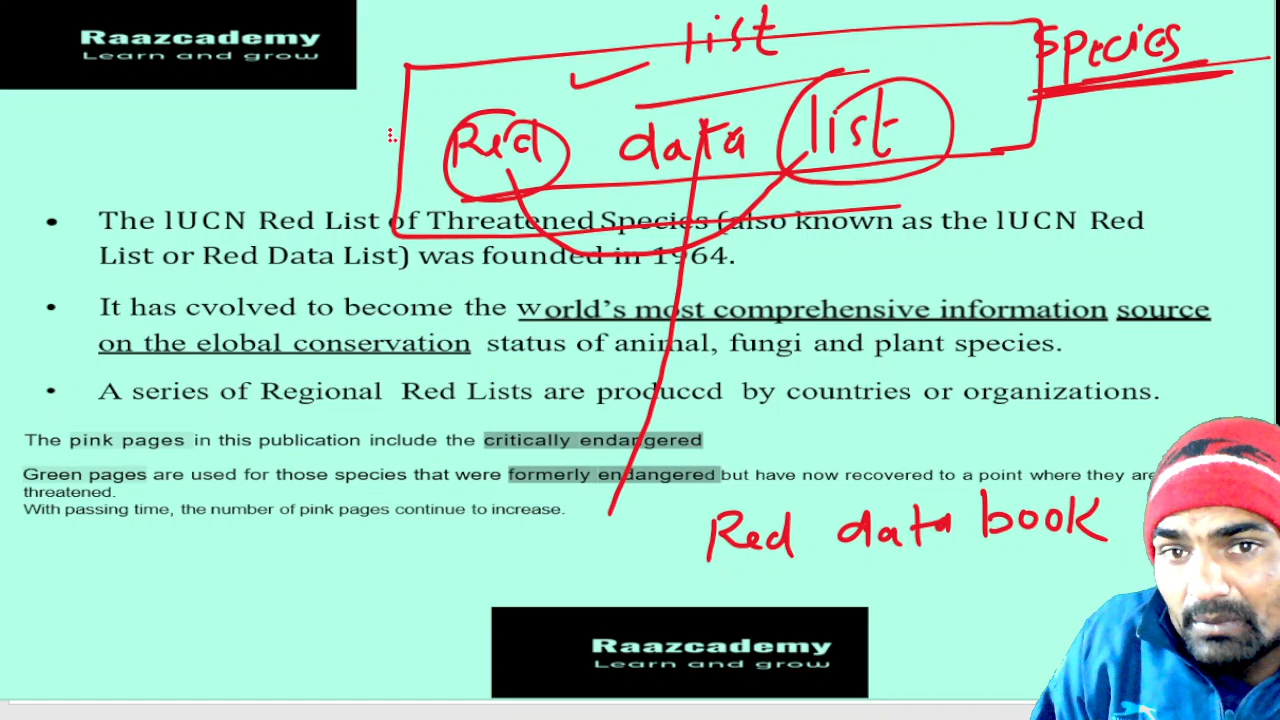 Raazcademy
Learn and grow
list
Species
Red data list
• The lUCN Red List of Threatened Species (also known as the lUCN Red
List or Red Data List) was founded in 1964.
• It has cvolved to become the world's most comprehensive information source
on the elobal conservation status of animal, fungi and plant species.
• A series of Regional Red Lists are produccd by countries or organizations.
The pink pages in this publication include the critically endangered
Green pages are used for those species that were formerly endangered but have now recovered to a point where they are
threatened.
With passing time, the number of pink pages continue to increase.
Red data book
Raazcademy
Learn and grow